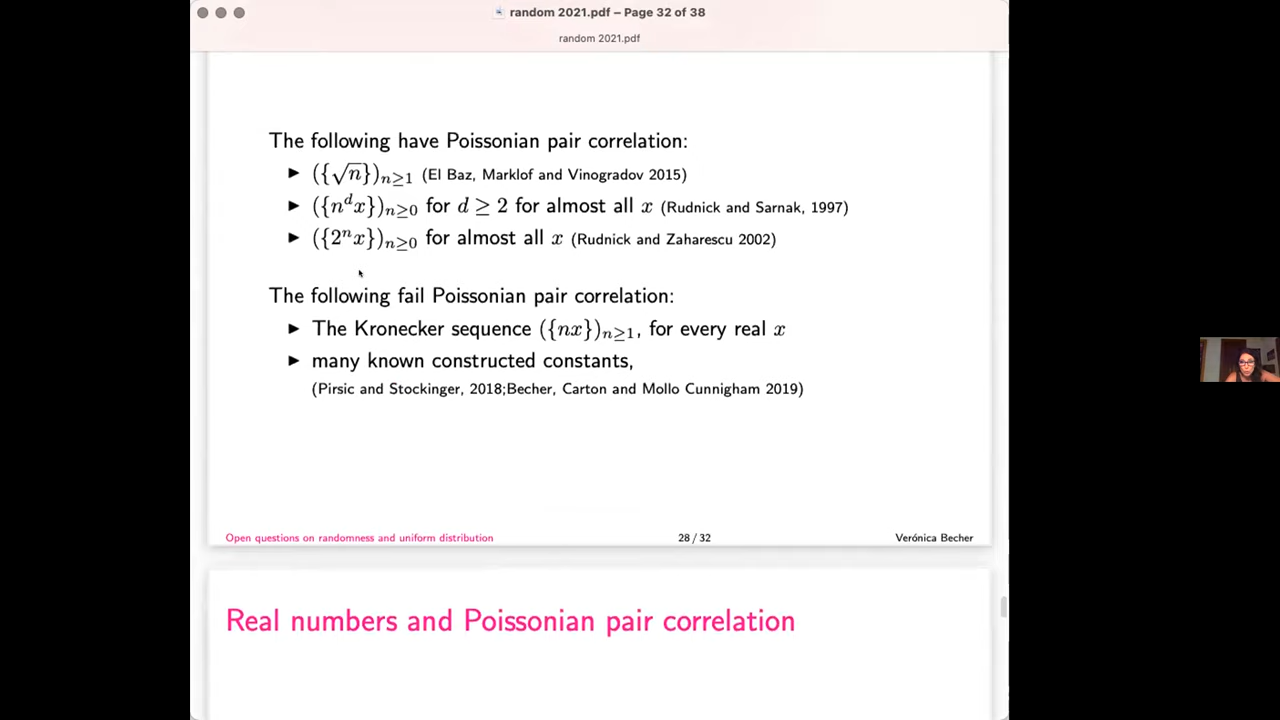 random 2021.pdf – Page 32 of 38
random 2021.pdf
The following have Poissonian pair correlation:
▶ ({√n})n≥1 (El Baz, Marklof and Vinogradov 2015)
▶ ({n^d x})n≥0 for d ≥ 2 for almost all x (Rudnick and Sarnak, 1997)
▶ ({2^n x})n≥0 for almost all x (Rudnick and Zaharescu 2002)
The following fail Poissonian pair correlation:
▶ The Kronecker sequence ({nx})n≥1, for every real x
▶ many known constructed constants,
(Pirsic and Stockinger, 2018;Becher, Carton and Mollo Cunnigham 2019)
Open questions on randomness and uniform distribution 28 / 32 Verónica Becher
Real numbers and Poissonian pair correlation